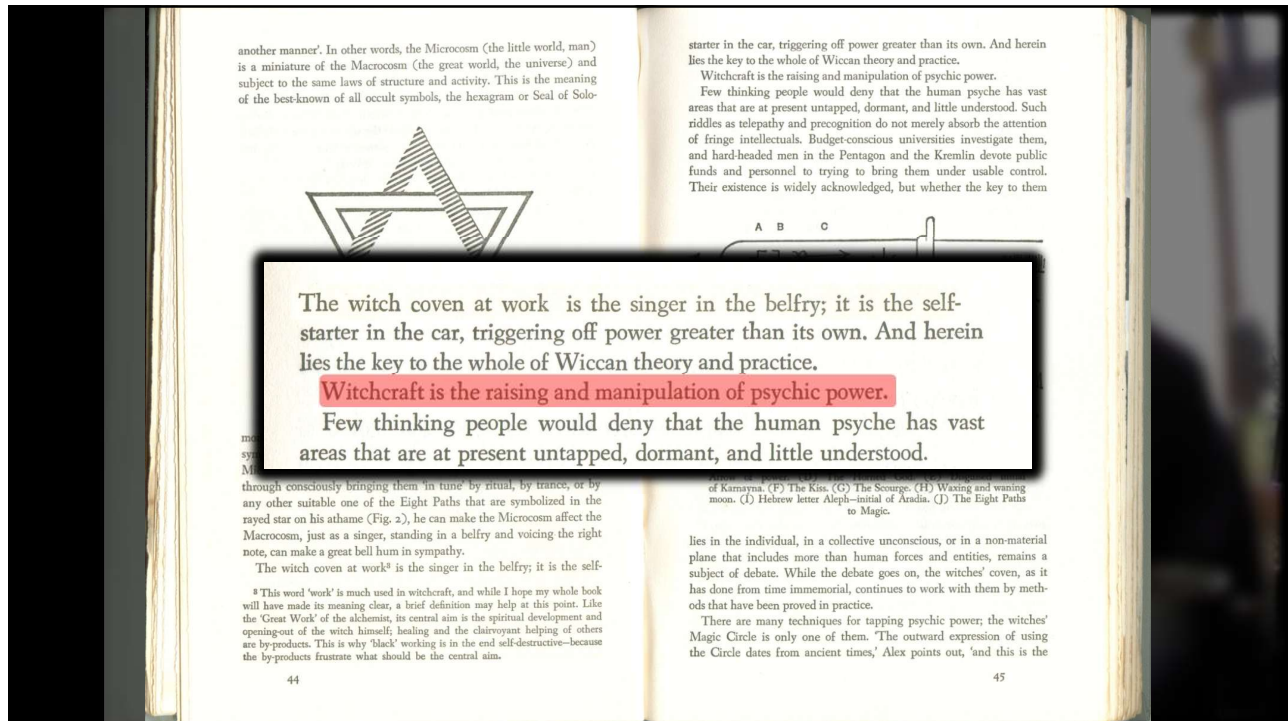 another manner'. In other words, the Microcosm (the little world, man)
is a miniature of the Macrocosm (the great world, the universe) and
subject to the same laws of structure and activity. This is the meaning
of the best-known of all occult symbols, the hexagram or Seal of Solo-
through consciously bringing them 'in tune' by ritual, by trance, or by
any other suitable one of the Eight Paths that are symbolized in the
rayed star on his athame (Fig. 2), he can make the Microcosm affect the
Macrocosm, just as a singer, standing in a belfry and voicing the right
note, can make a great bell hum in sympathy.
The witch coven at work⁸ is the singer in the belfry; it is the self-
⁸ This word 'work' is much used in witchcraft, and while I hope my whole book
will have made its meaning clear, a brief definition may help at this point. Like
the 'Great Work' of the alchemist, its central aim is the spiritual development and
opening-out of the witch himself; healing and the clairvoyant helping of others
are by-products. This is why 'black' working is in the end self-destructive—because
the by-products frustrate what should be the central aim.
44
starter in the car, triggering off power greater than its own. And herein
lies the key to the whole of Wiccan theory and practice.
Witchcraft is the raising and manipulation of psychic power.
Few thinking people would deny that the human psyche has vast
areas that are at present untapped, dormant, and little understood. Such
riddles as telepathy and precognition do not merely absorb the attention
of fringe intellectuals. Budget-conscious universities investigate them,
and hard-headed men in the Pentagon and the Kremlin devote public
funds and personnel to trying to bring them under usable control.
Their existence is widely acknowledged, but whether the key to them
A B C
The witch coven at work is the singer in the belfry; it is the self-
starter in the car, triggering off power greater than its own. And herein
lies the key to the whole of Wiccan theory and practice.
Witchcraft is the raising and manipulation of psychic power.
Few thinking people would deny that the human psyche has vast
areas that are at present untapped, dormant, and little understood.
of Kamayna. (F) The Kiss. (G) The Scourge. (H) Waxing and waning
moon. (I) Hebrew letter Aleph—initial of Aradia. (J) The Eight Paths
to Magic.
lies in the individual, in a collective unconscious, or in a non-material
plane that includes more than human forces and entities, remains a
subject of debate. While the debate goes on, the witches' coven, as it
has done from time immemorial, continues to work with them by meth-
ods that have been proved in practice.
There are many techniques for tapping psychic power; the witches'
Magic Circle is only one of them. 'The outward expression of using
the Circle dates from ancient times,' Alex points out, 'and this is the
45